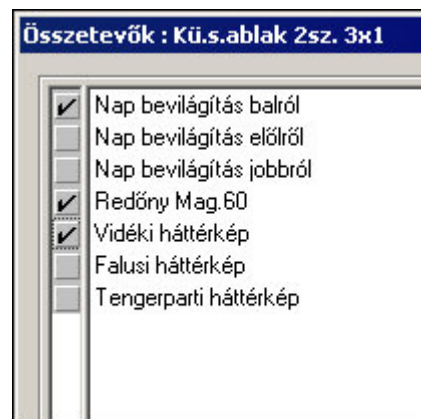 Összetevők : Kü.s.ablak 2sz. 3x1
Nap bevilágítás balról
Nap bevilágítás előlről
Nap bevilágítás jobbról
Redőny Mag.60
Vidéki háttérkép
Falusi háttérkép
Tengerparti háttérkép